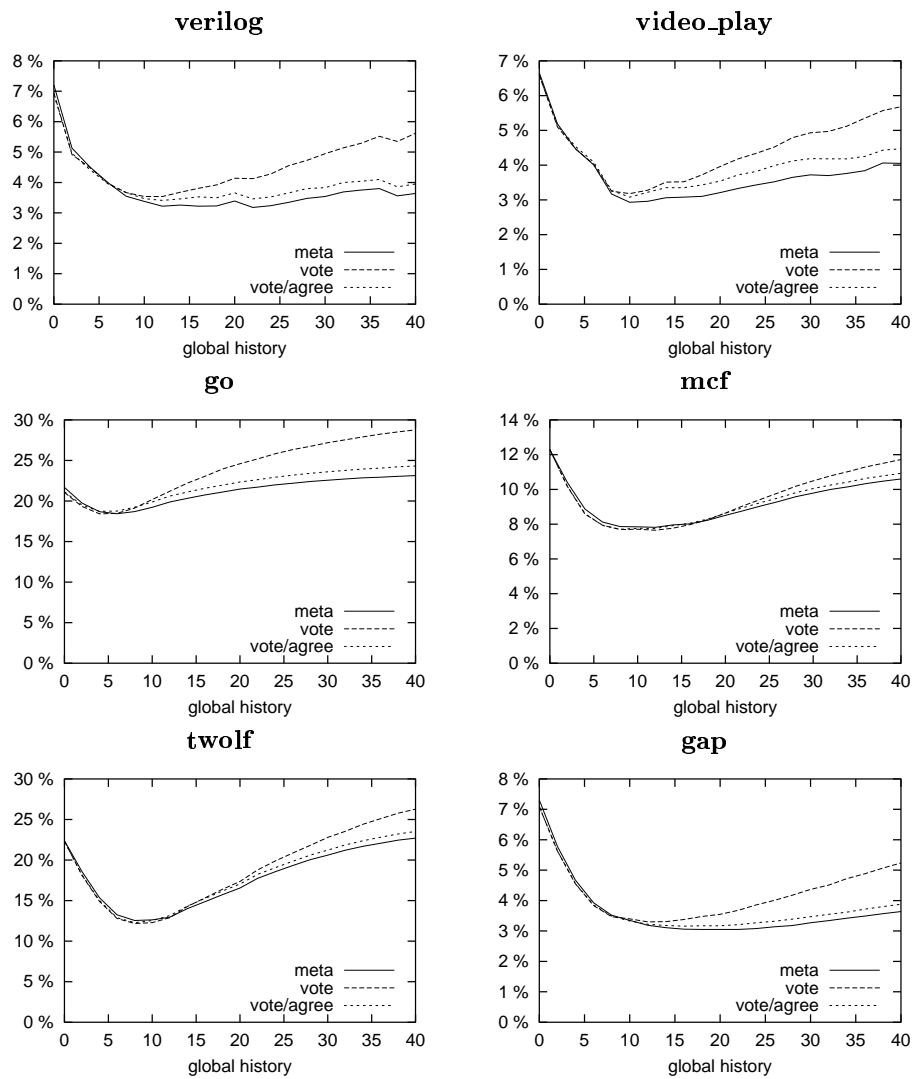 verilog
8 %
7 %
6 %
5 %
4 %
3 %
2 %
1 %
0 %
meta
vote
vote/agree
0 5 10 15 20 25 30 35 40
global history
video_play
7 %
6 %
5 %
4 %
3 %
2 %
1 %
0 %
meta
vote
vote/agree
0 5 10 15 20 25 30 35 40
global history
go
30 %
25 %
20 %
15 %
10 %
5 %
0 %
meta
vote
vote/agree
0 5 10 15 20 25 30 35 40
global history
mcf
14 %
12 %
10 %
8 %
6 %
4 %
2 %
0 %
meta
vote
vote/agree
0 5 10 15 20 25 30 35 40
global history
twolf
30 %
25 %
20 %
15 %
10 %
5 %
0 %
meta
vote
vote/agree
0 5 10 15 20 25 30 35 40
global history
gap
8 %
7 %
6 %
5 %
4 %
3 %
2 %
1 %
0 %
meta
vote
vote/agree
0 5 10 15 20 25 30 35 40
global history